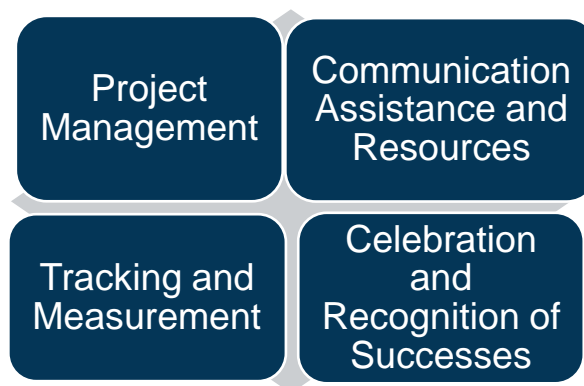 Project
Management
Communication
Assistance and
Resources
Tracking and
Measurement
Celebration
and
Recognition of
Successes